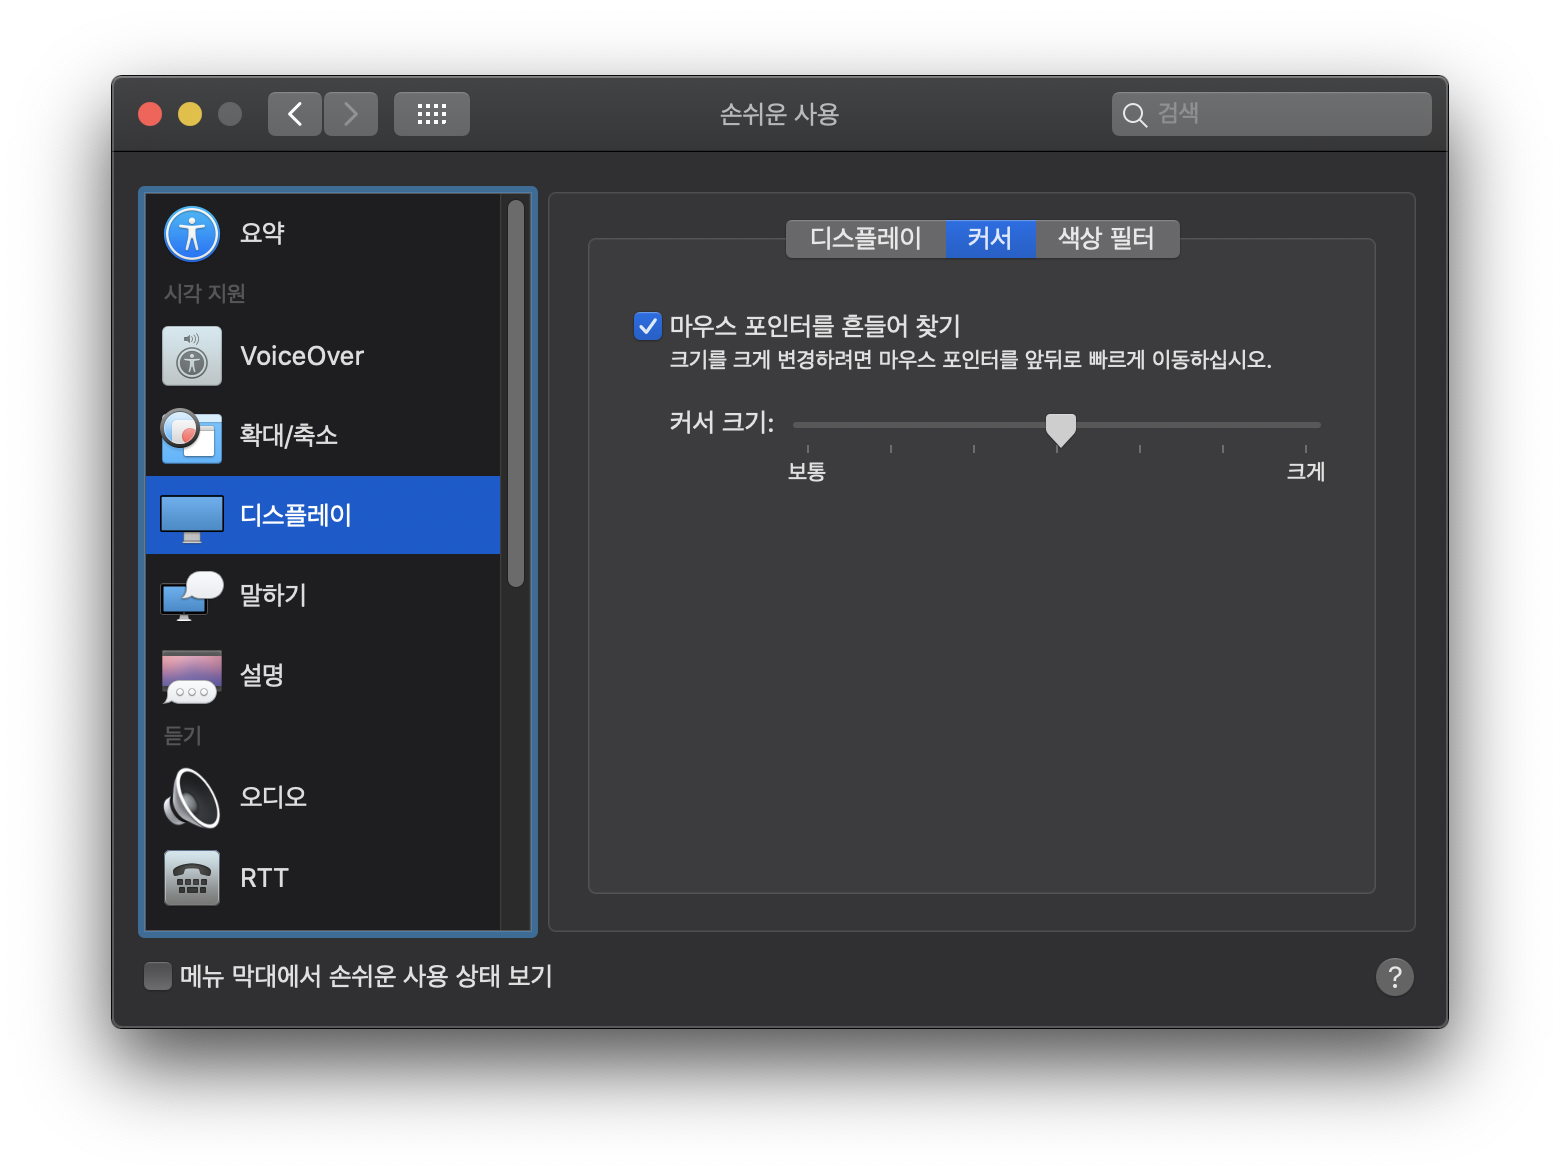 손쉬운 사용
검색
요약
시각 지원
VoiceOver
확대/축소
디스플레이
말하기
설명
듣기
오디오
RTT
디스플레이 커서 색상 필터
마우스 포인터를 흔들어 찾기
크기를 크게 변경하려면 마우스 포인터를 앞뒤로 빠르게 이동하십시오.
커서 크기:
보통 크게
메뉴 막대에서 손쉬운 사용 상태 보기
?